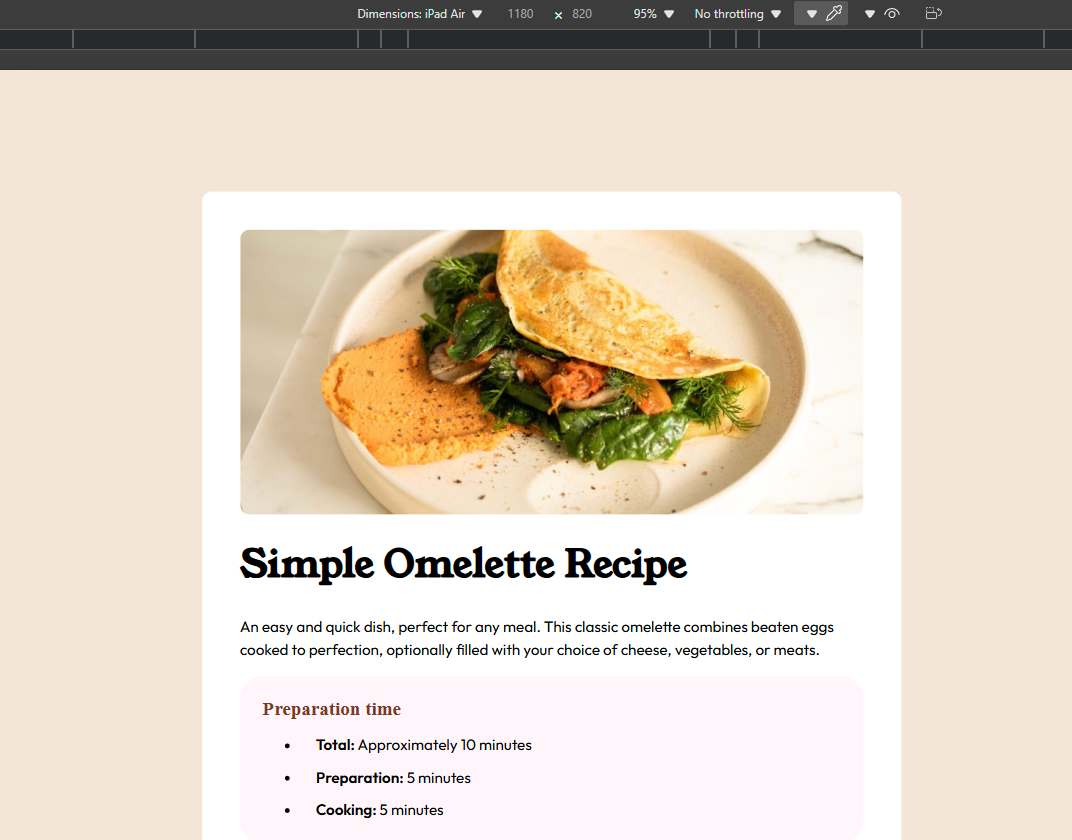 Dimensions: iPad Air 1180 × 820 95% No throttling
Simple Omelette Recipe
An easy and quick dish, perfect for any meal. This classic omelette combines beaten eggs
cooked to perfection, optionally filled with your choice of cheese, vegetables, or meats.
Preparation time
• Total: Approximately 10 minutes
• Preparation: 5 minutes
• Cooking: 5 minutes